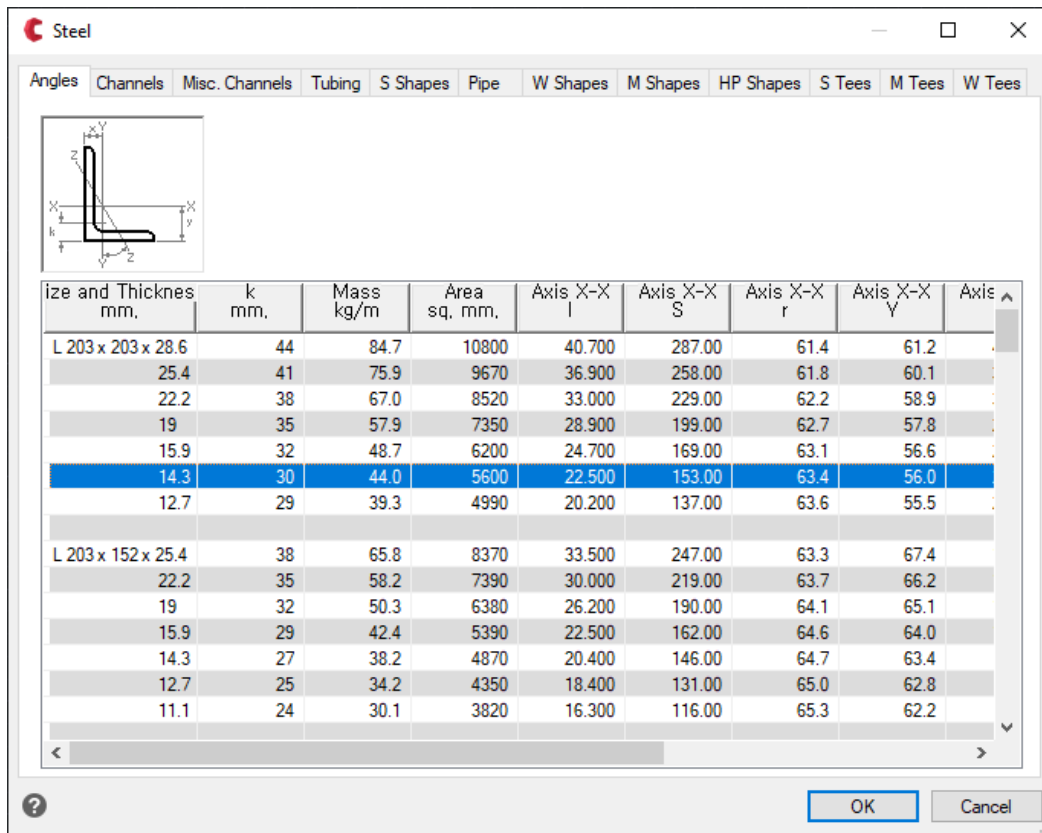 Steel
Angles Channels Misc. Channels Tubing S Shapes Pipe W Shapes M Shapes HP Shapes S Tees M Tees W Tees
x Y
Z
X X
k y
Y Z
ize and Thicknes k Mass Area Axis X-X Axis X-X Axis X-X Axis X-X Axis
mm, mm, kg/m sq, mm, I S r Y
L 203 x 203 x 28.6 44 84.7 10800 40.700 287.00 61.4 61.2
25.4 41 75.9 9670 36.900 258.00 61.8 60.1
22.2 38 67.0 8520 33.000 229.00 62.2 58.9
19 35 57.9 7350 28.900 199.00 62.7 57.8
15.9 32 48.7 6200 24.700 169.00 63.1 56.6
14.3 30 44.0 5600 22.500 153.00 63.4 56.0
12.7 29 39.3 4990 20.200 137.00 63.6 55.5
L 203 x 152 x 25.4 38 65.8 8370 33.500 247.00 63.3 67.4
22.2 35 58.2 7390 30.000 219.00 63.7 66.2
19 32 50.3 6380 26.200 190.00 64.1 65.1
15.9 29 42.4 5390 22.500 162.00 64.6 64.0
14.3 27 38.2 4870 20.400 146.00 64.7 63.4
12.7 25 34.2 4350 18.400 131.00 65.0 62.8
11.1 24 30.1 3820 16.300 116.00 65.3 62.2
? OK Cancel